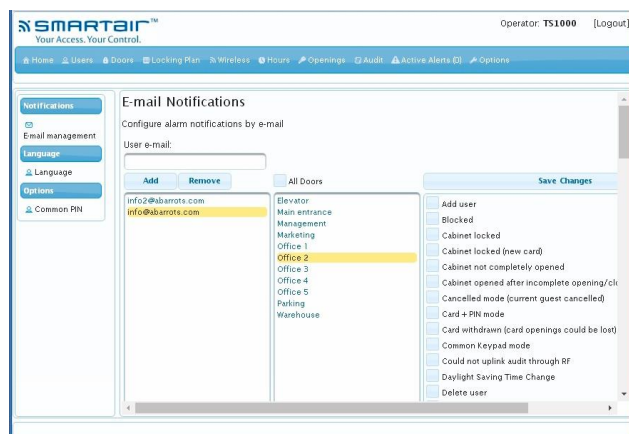 SMARTair™
Your Access. Your Control.
Operator: TS1000 [Logout]
Home Users Doors Locking Plan Wireless Hours Openings Audit Active Alerts (0) Options
Notifications
E-mail management
Language
Language
Options
Common PIN
E-mail Notifications
Configure alarm notifications by e-mail
User e-mail:
Add Remove
info2@abarrots.com
info@abarrots.com
All Doors
Elevator
Main entrance
Management
Marketing
Office 1
Office 2
Office 3
Office 4
Office 5
Parking
Warehouse
Save Changes
Add user
Blocked
Cabinet locked
Cabinet locked (new card)
Cabinet not completely opened
Cabinet opened after incomplete opening/clo
Cancelled mode (current guest cancelled)
Card + PIN mode
Card withdrawn (card openings could be lost)
Common Keypad mode
Could not uplink audit through RF
Daylight Saving Time Change
Delete user